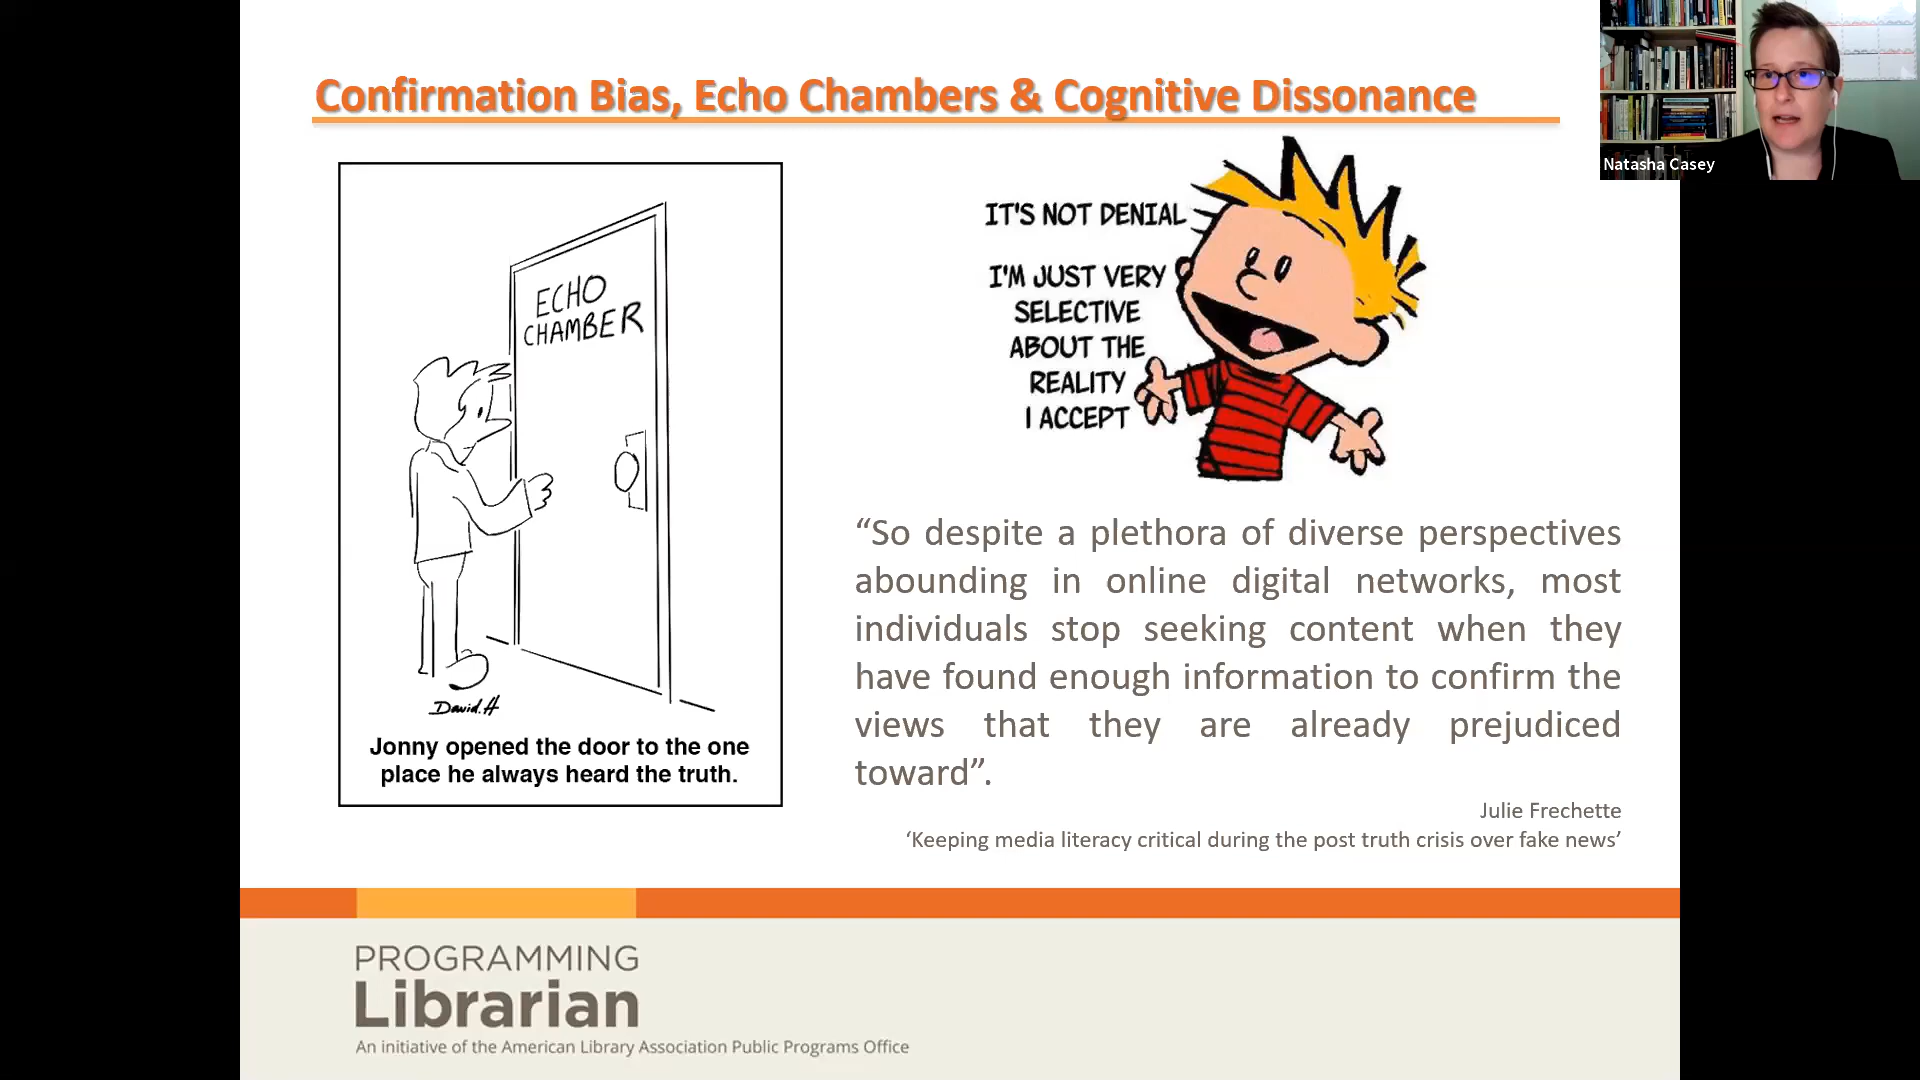 Confirmation Bias, Echo Chambers & Cognitive Dissonance
Natasha Casey
ECHO
CHAMBER
David.H
Jonny opened the door to the one
place he always heard the truth.
IT'S NOT DENIAL
I'M JUST VERY
SELECTIVE
ABOUT THE
REALITY
I ACCEPT
“So despite a plethora of diverse perspectives
abounding in online digital networks, most
individuals stop seeking content when they
have found enough information to confirm the
views that they are already prejudiced
toward”.
Julie Frechette
‘Keeping media literacy critical during the post truth crisis over fake news’
PROGRAMMING
Librarian
An initiative of the American Library Association Public Programs Office